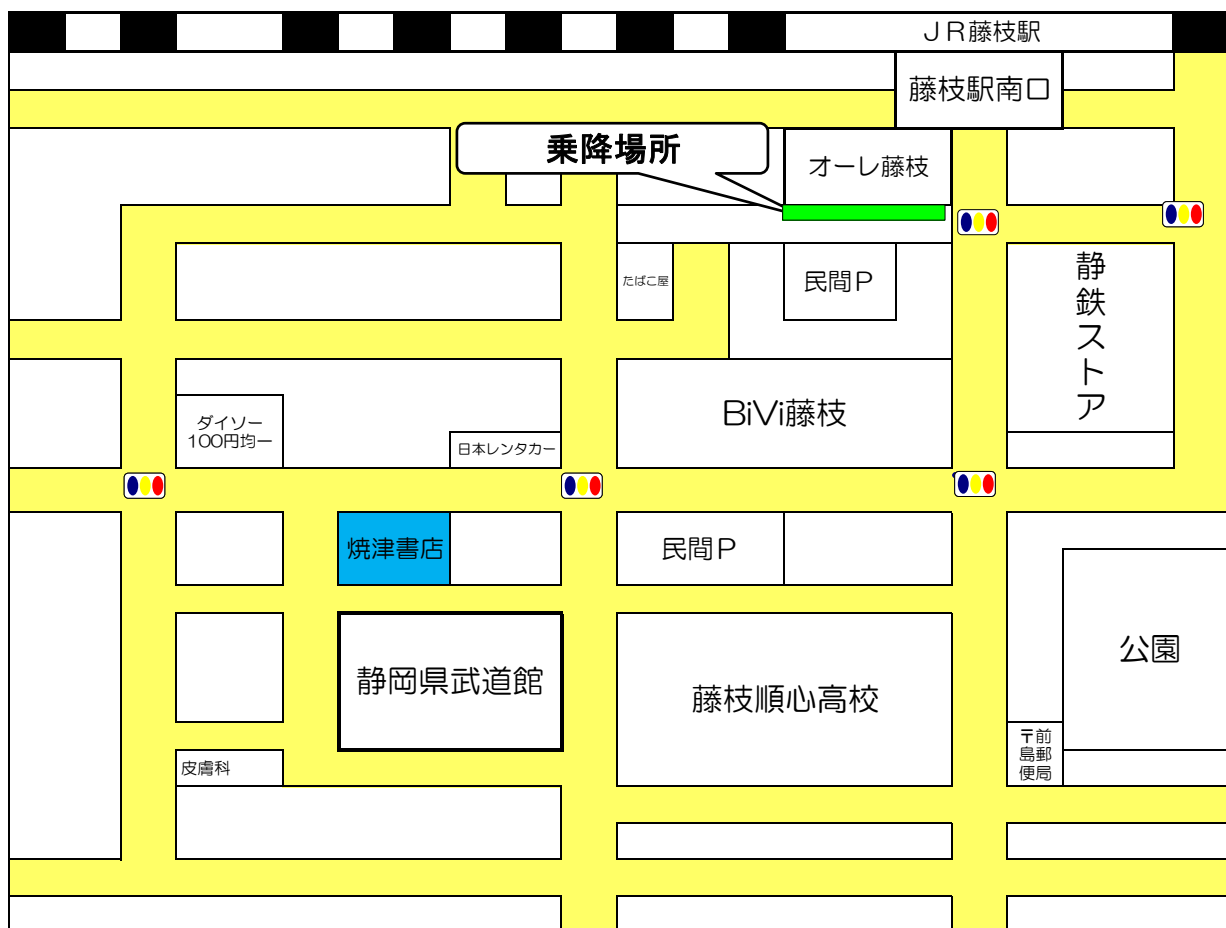 ＪＲ藤枝駅
藤枝駅南口
乗降場所
オーレ藤枝
たばこ屋
民間Ｐ
静鉄ストア
BiVi藤枝
ダイソー
100円均一
日本レンタカー
焼津書店
民間Ｐ
静岡県武道館
藤枝順心高校
公園
〒前
島郵
便局
皮膚科